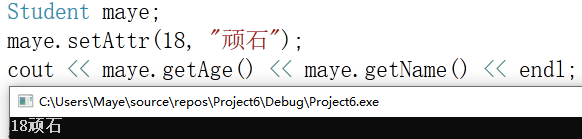 Student maye;
maye.setAttr(18, "顽石");
cout << maye.getAge() << maye.getName() << endl;
C:\Users\Maye\source\repos\Project6\Debug\Project6.exe
18顽石